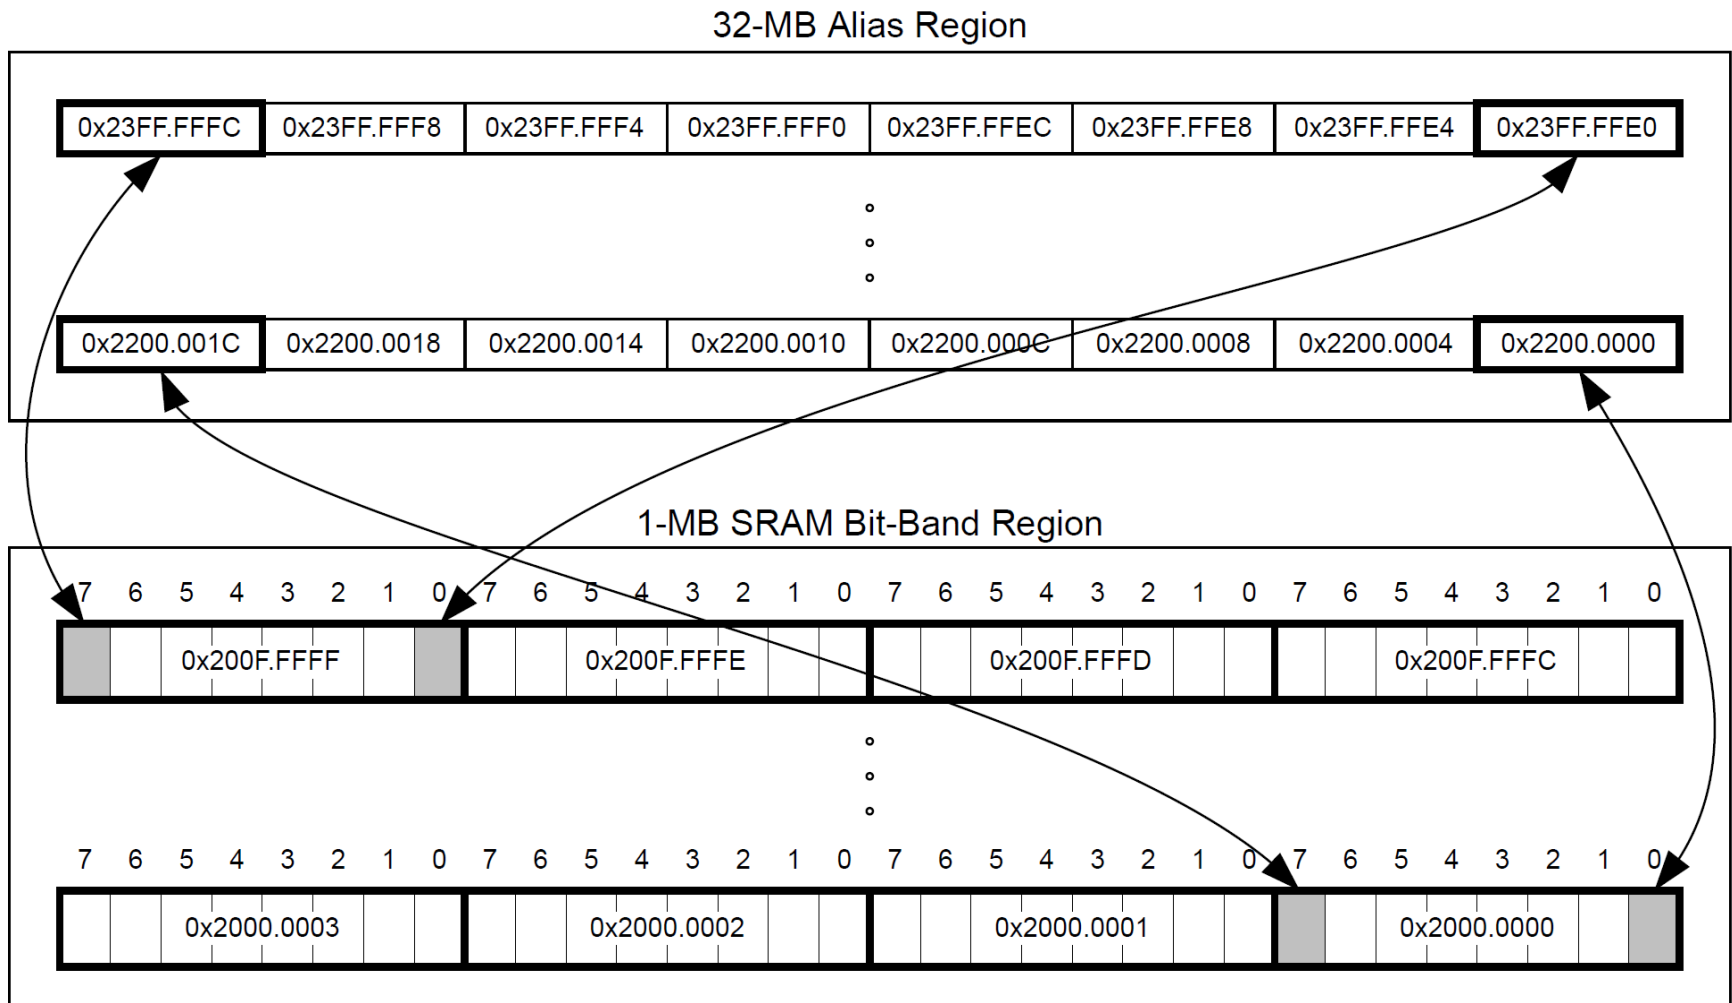 32-MB Alias Region
0x23FF.FFFC 0x23FF.FFF8 0x23FF.FFF4 0x23FF.FFF0 0x23FF.FFEC 0x23FF.FFE8 0x23FF.FFE4 0x23FF.FFE0
0x2200.001C 0x2200.0018 0x2200.0014 0x2200.0010 0x2200.000C 0x2200.0008 0x2200.0004 0x2200.0000
1-MB SRAM Bit-Band Region
7 6 5 4 3 2 1 0 7 6 5 4 3 2 1 0 7 6 5 4 3 2 1 0 7 6 5 4 3 2 1 0
0x200F.FFFF 0x200F.FFFE 0x200F.FFFD 0x200F.FFFC
7 6 5 4 3 2 1 0 7 6 5 4 3 2 1 0 7 6 5 4 3 2 1 0 7 6 5 4 3 2 1 0
0x2000.0003 0x2000.0002 0x2000.0001 0x2000.0000